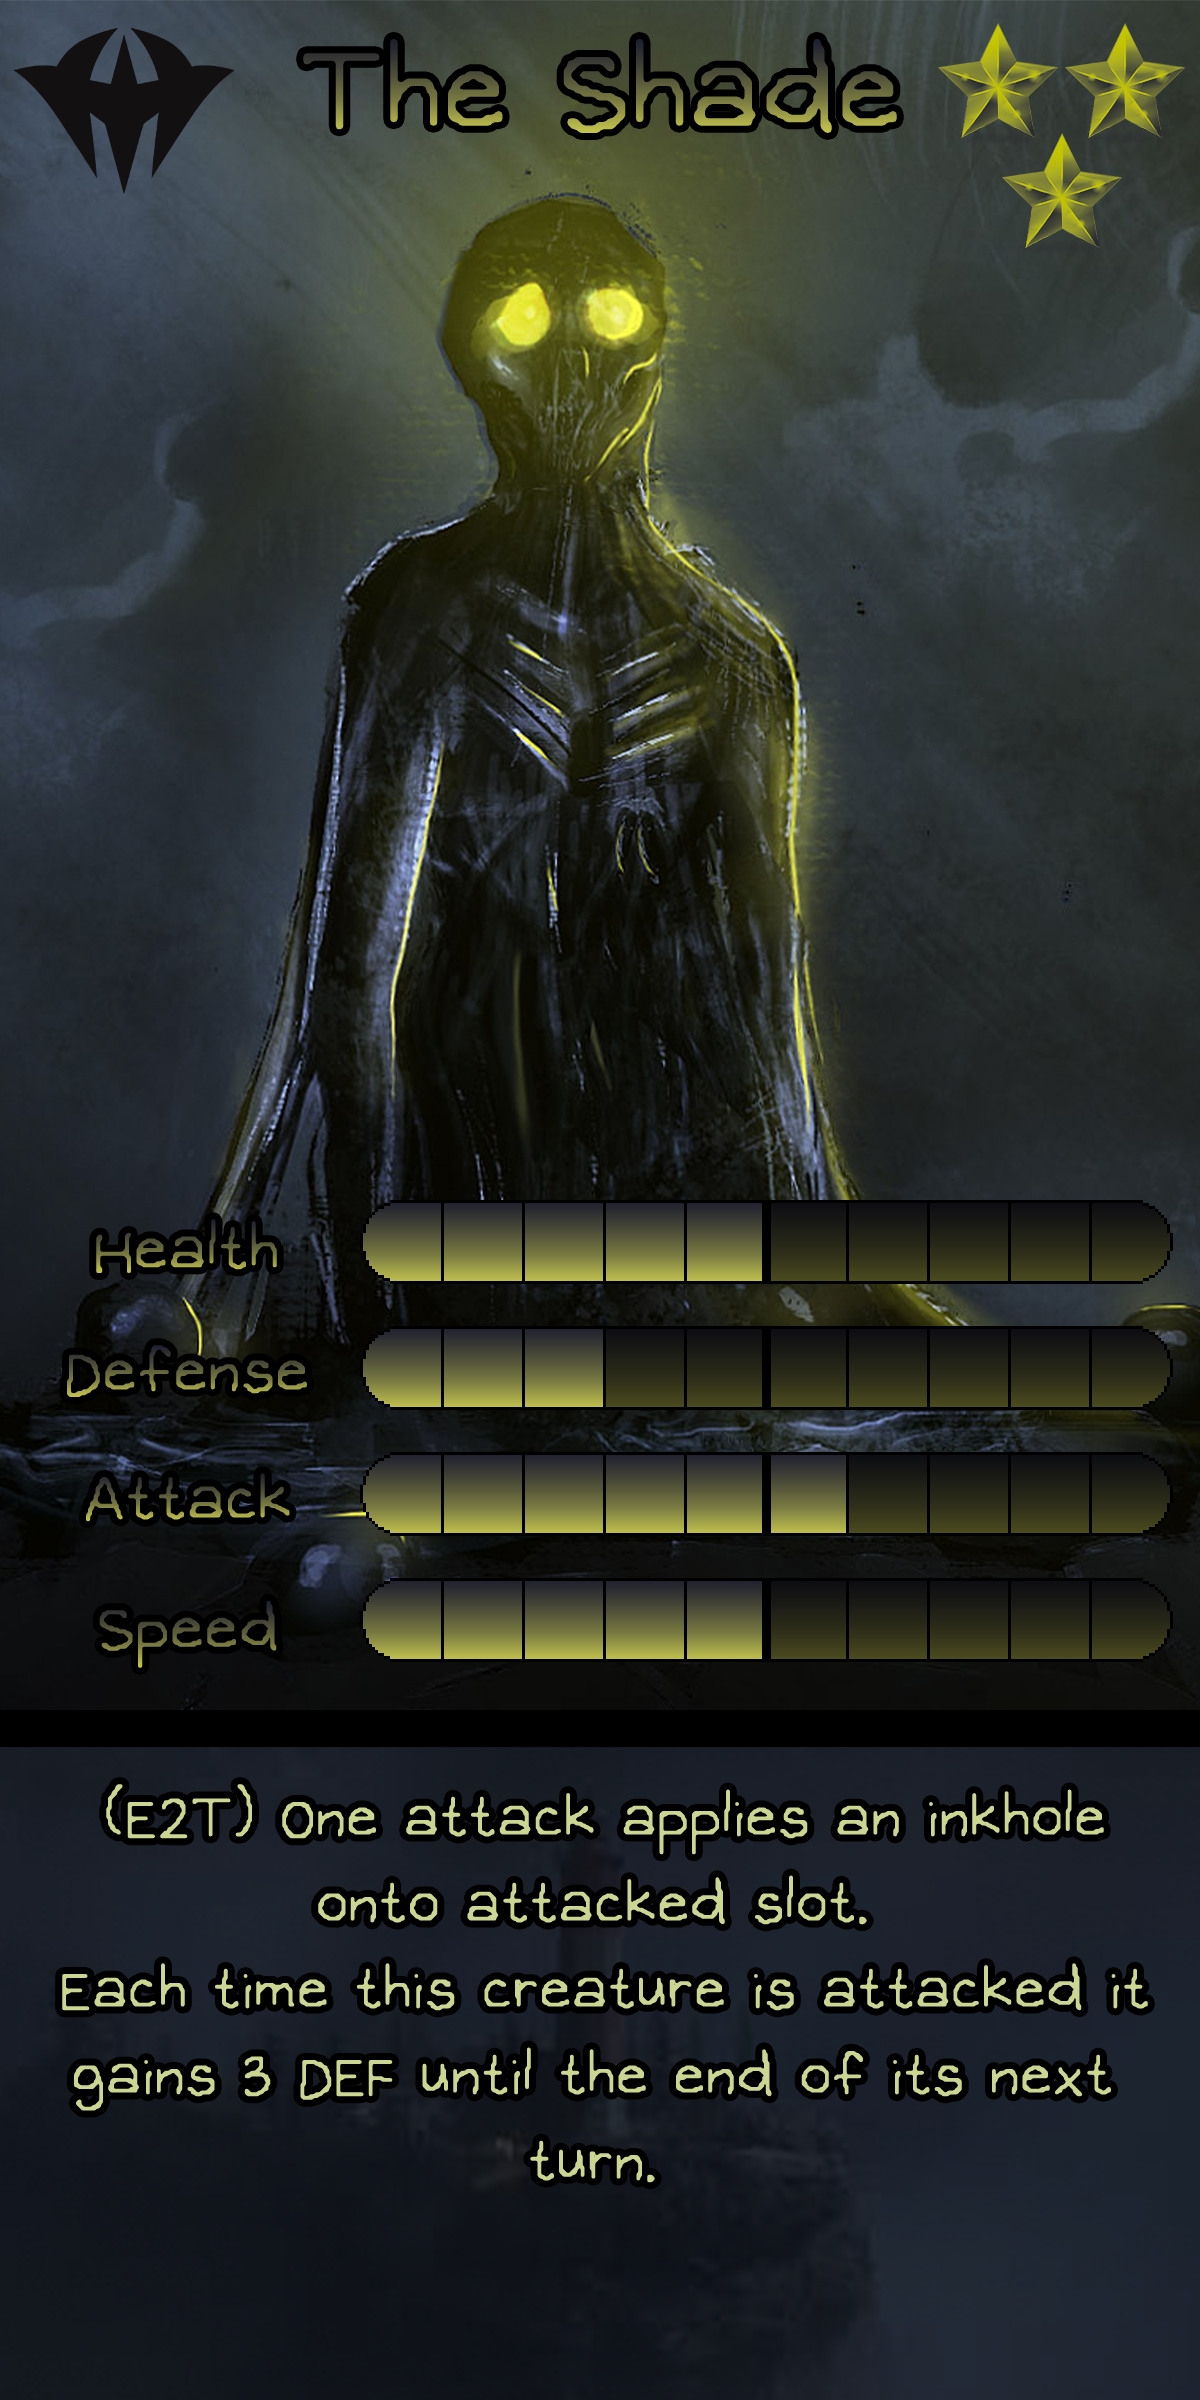 The Shade
Health
Defense
Attack
Speed
(E2T) One attack applies an inkhole
onto attacked slot.
Each time this creature is attacked it
gains 3 DEF until the end of its next
turn.